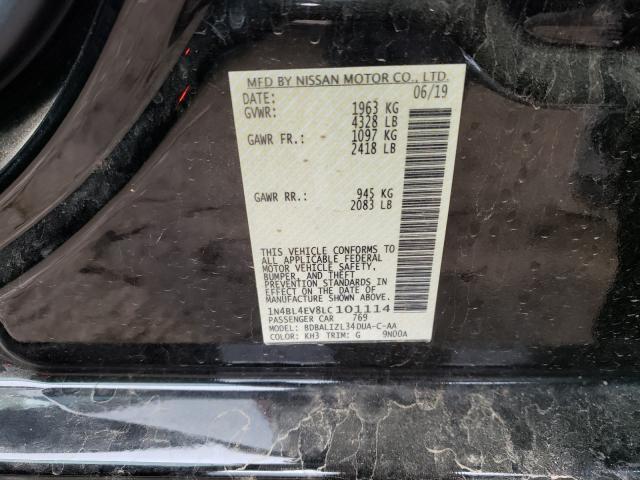 MFD BY NISSAN MOTOR CO., LTD.
DATE: 06/19
GVWR: 1963 KG
4328 LB
GAWR FR.: 1097 KG
2418 LB
GAWR RR.: 945 KG
2083 LB
THIS VEHICLE CONFORMS TO
ALL APPLICABLE FEDERAL
MOTOR VEHICLE SAFETY,
BUMPER, AND THEFT
PREVENTION STANDARDS
IN EFFECT ON THE DATE OF
MANUFACTURE SHOWN ABOVE.
1N4BL4EV8LC101114
PASSENGER CAR 769
MODEL: BDBALIZL34DUA-C-AA
COLOR: KH3 TRIM: G 9N00A